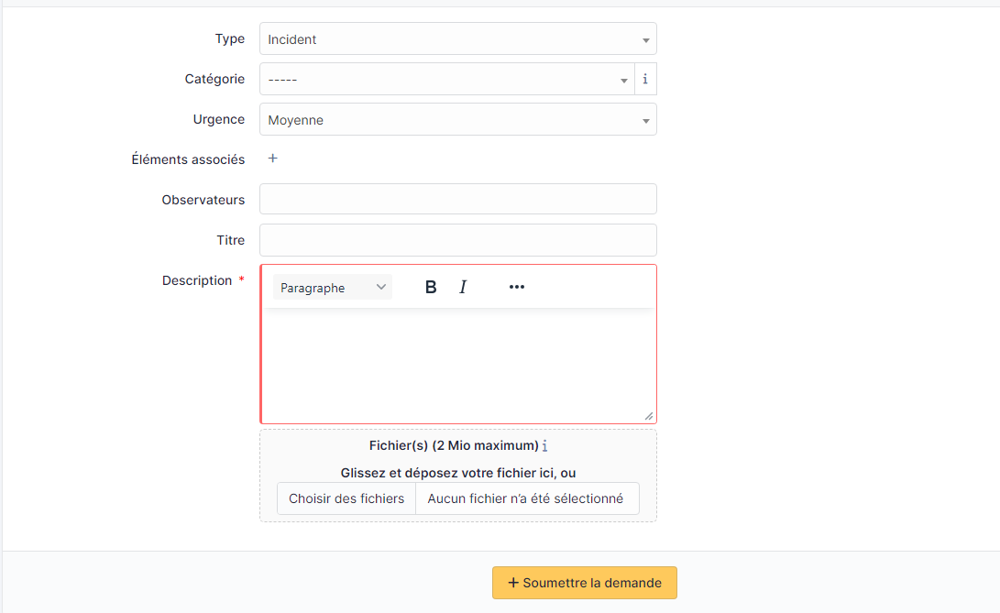 Type Incident
Catégorie ----- i
Urgence Moyenne
Éléments associés +
Observateurs
Titre
Description *
Paragraphe B I •••
Fichier(s) (2 Mio maximum) i
Glissez et déposez votre fichier ici, ou
Choisir des fichiers Aucun fichier n’a été sélectionné
+ Soumettre la demande